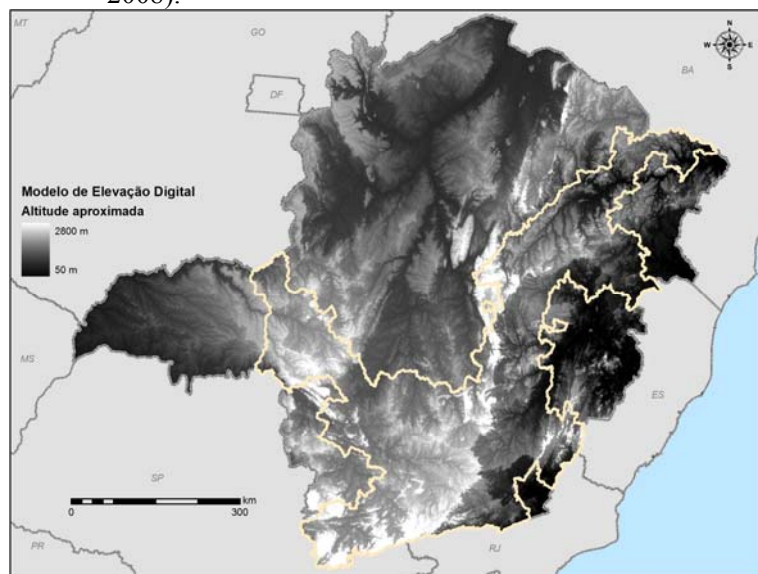 2008).
MT
GO
DF
BA
N
W E
S
Modelo de Elevação Digital
Altitude aproximada
2800 m
50 m
MS
ES
SP
km
0 300
PR
RJ